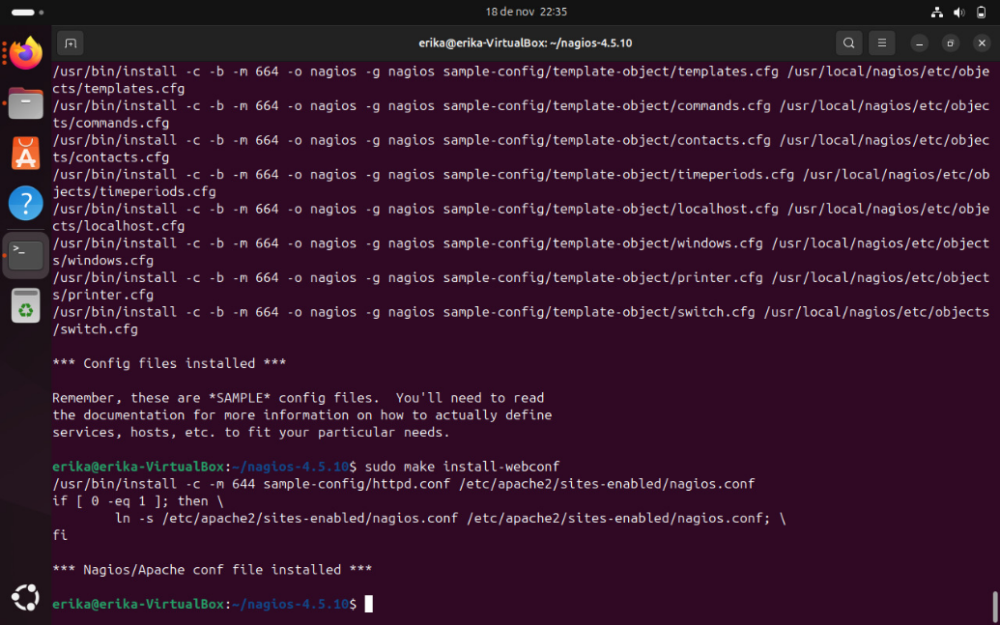 18 de nov  22:35
erika@erika-VirtualBox: ~/nagios-4.5.10
/usr/bin/install -c -b -m 664 -o nagios -g nagios sample-config/template-object/templates.cfg /usr/local/nagios/etc/obje
cts/templates.cfg
/usr/bin/install -c -b -m 664 -o nagios -g nagios sample-config/template-object/commands.cfg /usr/local/nagios/etc/objec
ts/commands.cfg
/usr/bin/install -c -b -m 664 -o nagios -g nagios sample-config/template-object/contacts.cfg /usr/local/nagios/etc/objec
ts/contacts.cfg
/usr/bin/install -c -b -m 664 -o nagios -g nagios sample-config/template-object/timeperiods.cfg /usr/local/nagios/etc/ob
jects/timeperiods.cfg
/usr/bin/install -c -b -m 664 -o nagios -g nagios sample-config/template-object/localhost.cfg /usr/local/nagios/etc/obje
cts/localhost.cfg
/usr/bin/install -c -b -m 664 -o nagios -g nagios sample-config/template-object/windows.cfg /usr/local/nagios/etc/object
s/windows.cfg
/usr/bin/install -c -b -m 664 -o nagios -g nagios sample-config/template-object/printer.cfg /usr/local/nagios/etc/object
s/printer.cfg
/usr/bin/install -c -b -m 664 -o nagios -g nagios sample-config/template-object/switch.cfg /usr/local/nagios/etc/objects
/switch.cfg
*** Config files installed ***
Remember, these are *SAMPLE* config files.  You'll need to read
the documentation for more information on how to actually define
services, hosts, etc. to fit your particular needs.
erika@erika-VirtualBox:~/nagios-4.5.10$ sudo make install-webconf
/usr/bin/install -c -m 644 sample-config/httpd.conf /etc/apache2/sites-enabled/nagios.conf
if [ 0 -eq 1 ]; then \
        ln -s /etc/apache2/sites-enabled/nagios.conf /etc/apache2/sites-enabled/nagios.conf; \
fi
*** Nagios/Apache conf file installed ***
erika@erika-VirtualBox:~/nagios-4.5.10$